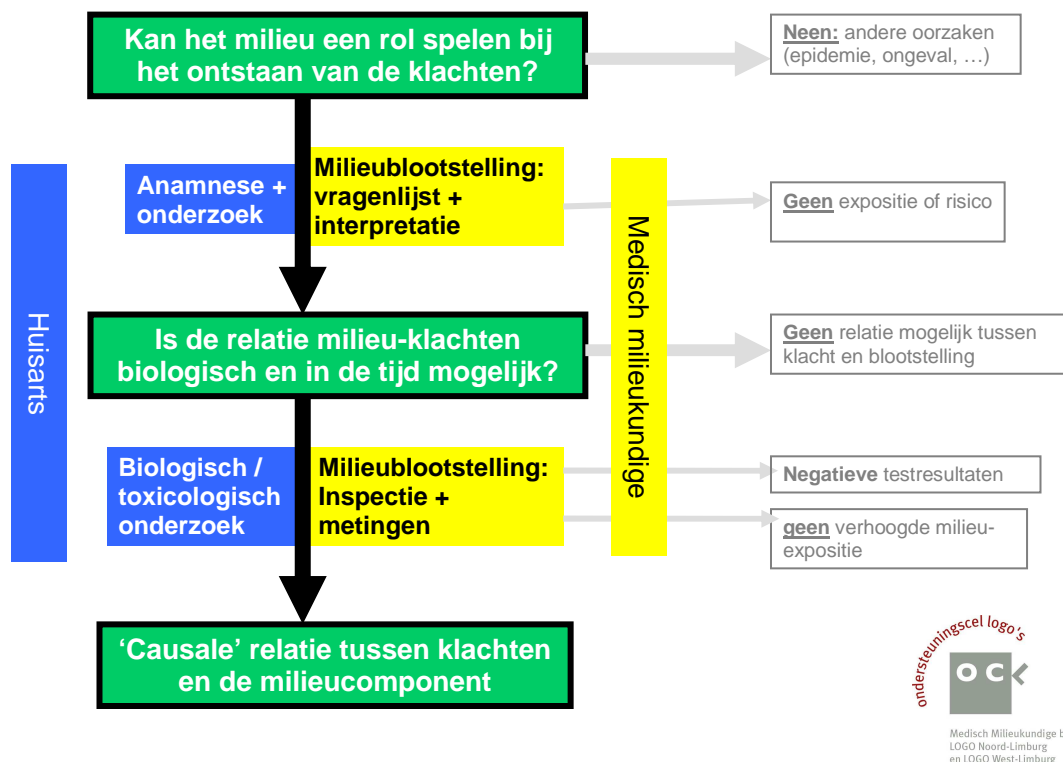 Kan het milieu een rol spelen bij
het ontstaan van de klachten?
Neen: andere oorzaken
(epidemie, ongeval, …)
Huisarts
Anamnese +
onderzoek
Milieublootstelling:
vragenlijst +
interpretatie
Medisch milieukundige
Geen expositie of risico
Is de relatie milieu-klachten
biologisch en in de tijd mogelijk?
Geen relatie mogelijk tussen
klacht en blootstelling
Biologisch /
toxicologisch
onderzoek
Milieublootstelling:
Inspectie +
metingen
Negatieve testresultaten
geen verhoogde milieu-
expositie
‘Causale’ relatie tussen klachten
en de milieucomponent
ondersteuningscel logo's
OCK
Medisch Milieukundige b
LOGO Noord-Limburg
en LOGO West-Limburg